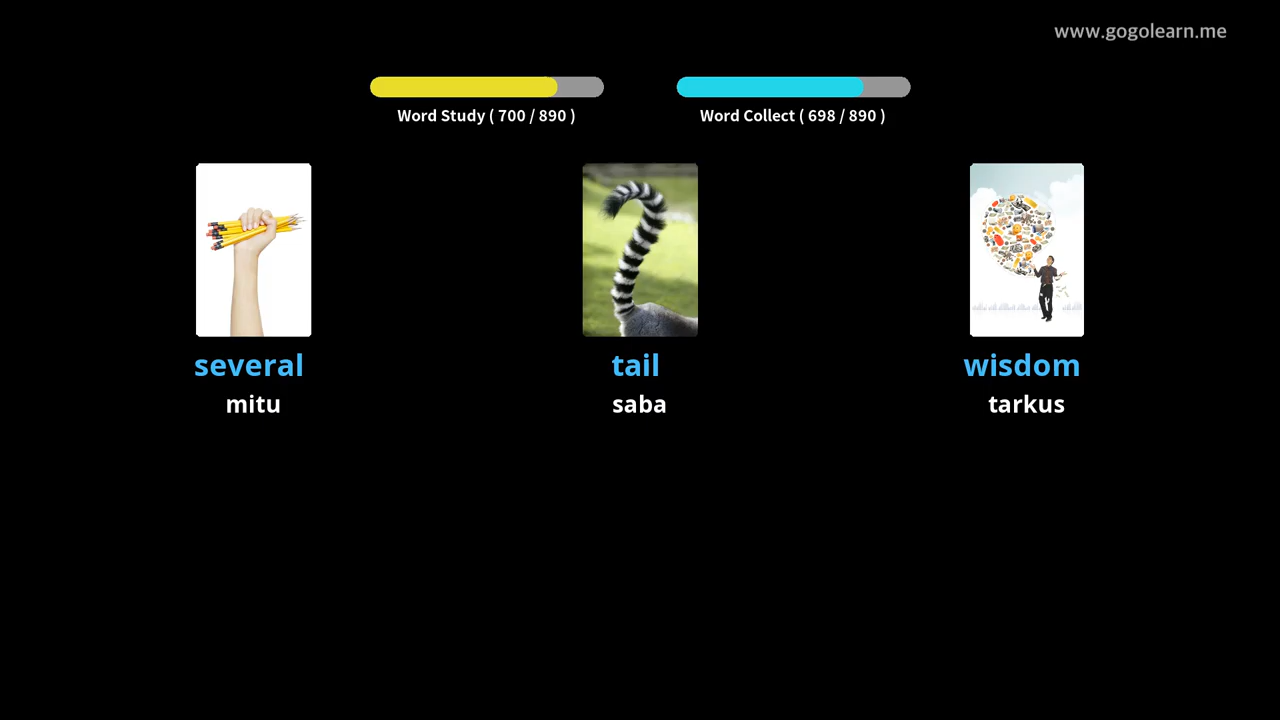 www.gogolearn.me
Word Study ( 700 / 890 )
Word Collect ( 698 / 890 )
several
tail
wisdom
mitu
saba
tarkus